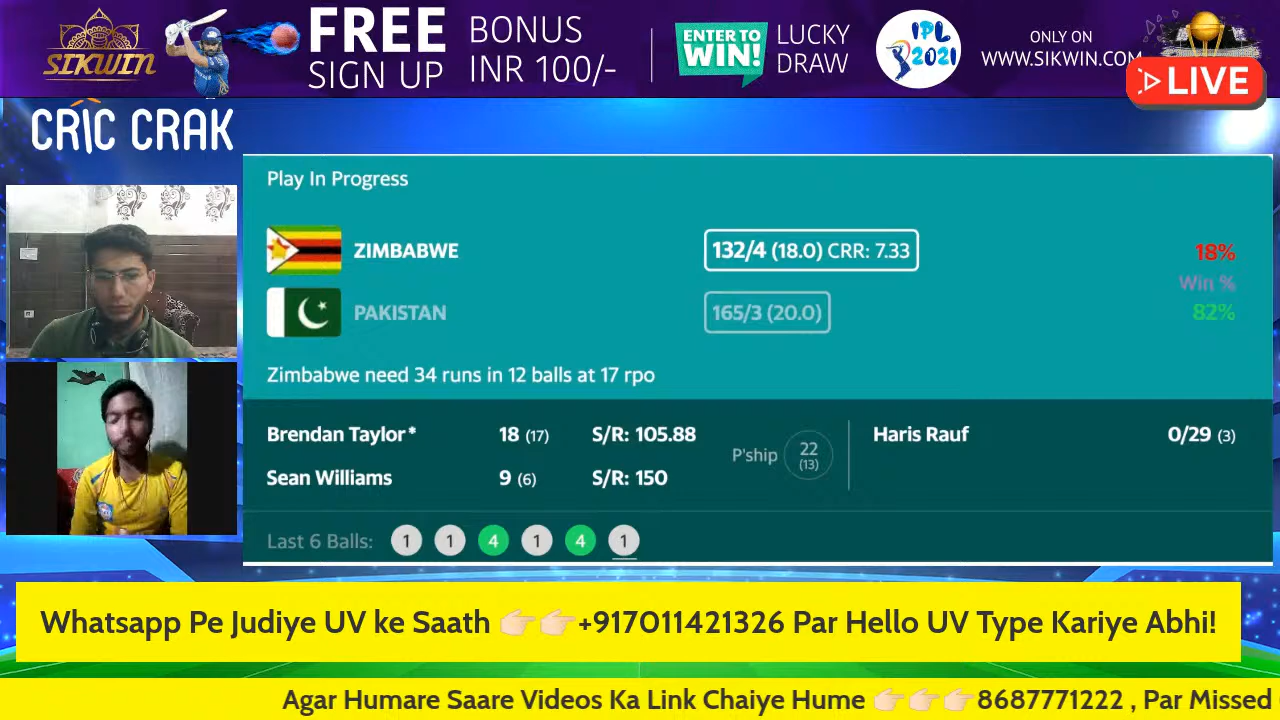 SIKWIN
FREE
SIGN UP
BONUS
INR 100/-
ENTER TO
WIN!
LUCKY
DRAW
IPL
2021
ONLY ON
WWW.SIKWIN.COM
LIVE
CRIC CRAK
Play In Progress
ZIMBABWE 132/4 (18.0) CRR: 7.33 18%
Win %
PAKISTAN 165/3 (20.0) 82%
Zimbabwe need 34 runs in 12 balls at 17 rpo
Brendan Taylor* 18 (17) S/R: 105.88
Sean Williams 9 (6) S/R: 150
P'ship 22
(13)
Haris Rauf 0/29 (3)
Last 6 Balls: 1 1 4 1 4 1
Whatsapp Pe Judiye UV ke Saath 👉🏻👉🏻+917011421326 Par Hello UV Type Kariye Abhi!
Agar Humare Saare Videos Ka Link Chaiye Hume 👉🏻👉🏻👉🏻8687771222 , Par Missed